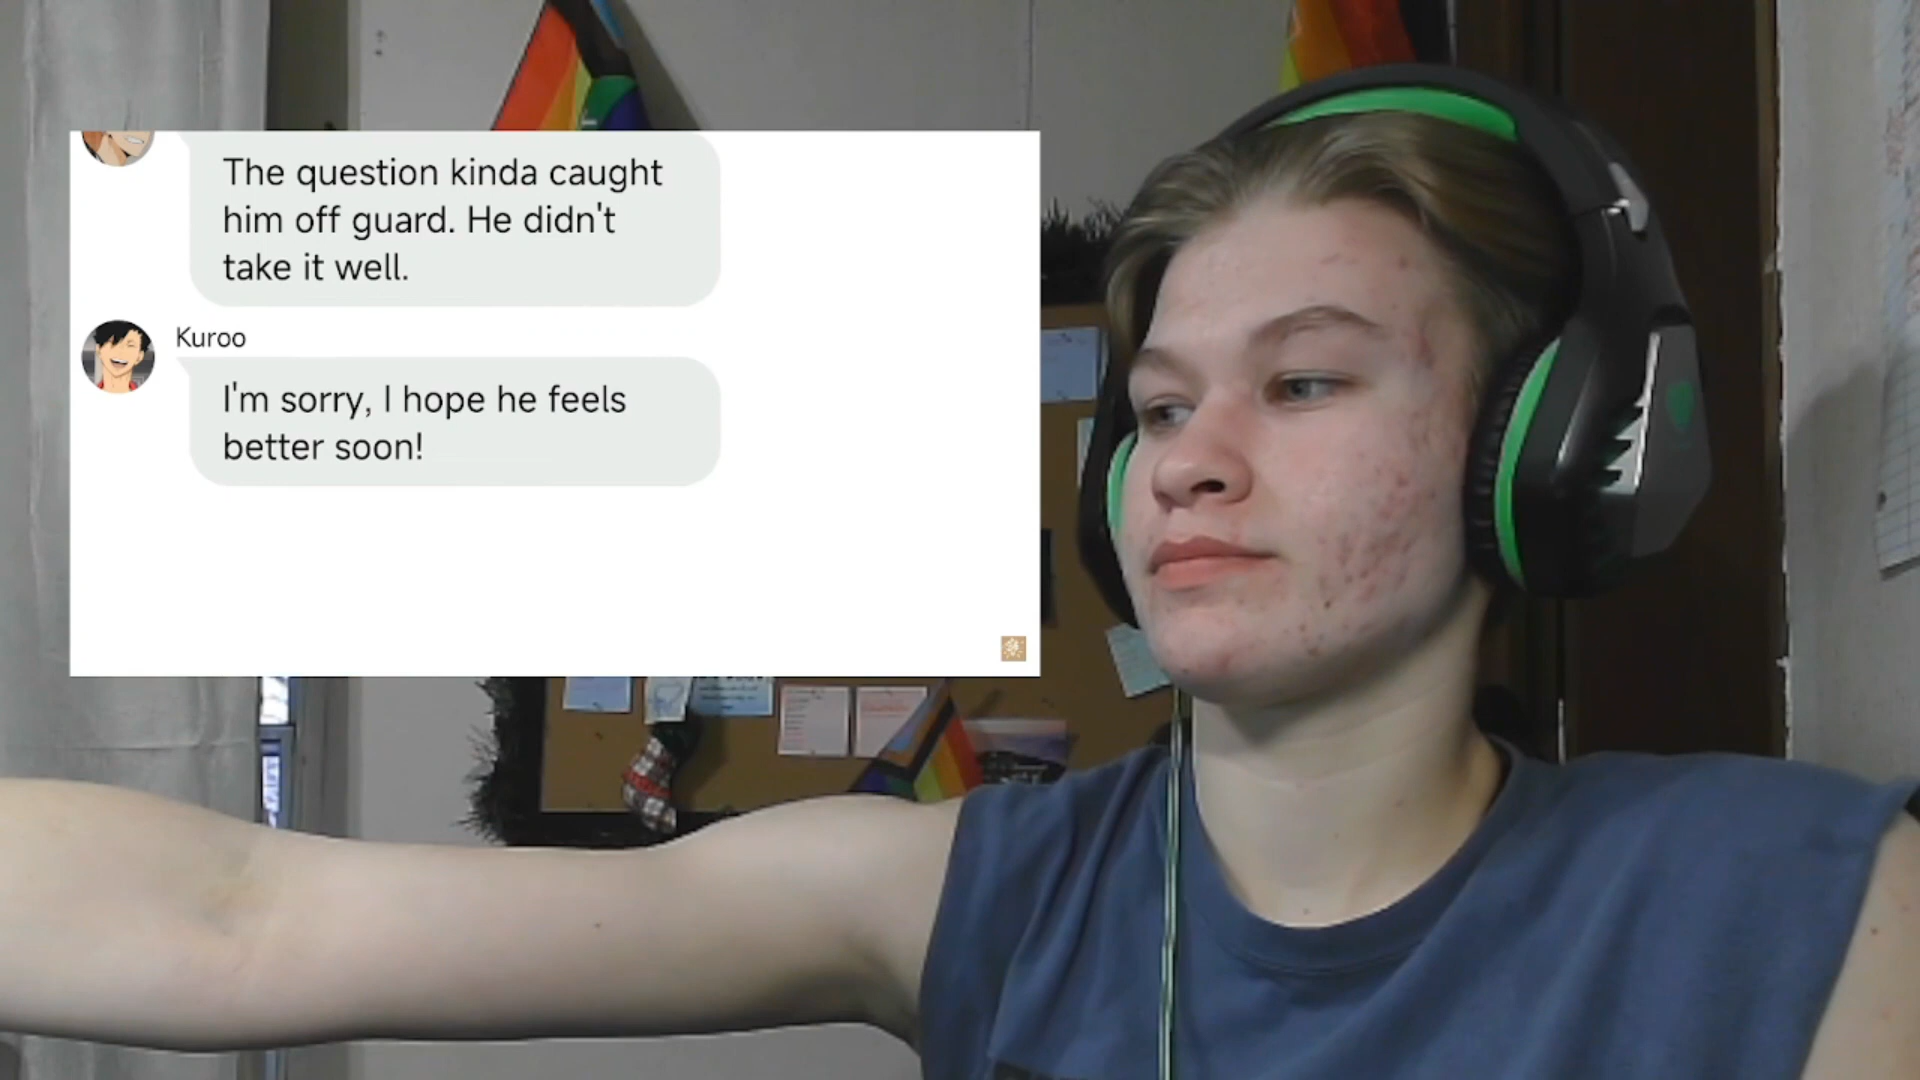 The question kinda caught
him off guard. He didn't
take it well.
Kuroo
I'm sorry, I hope he feels
better soon!